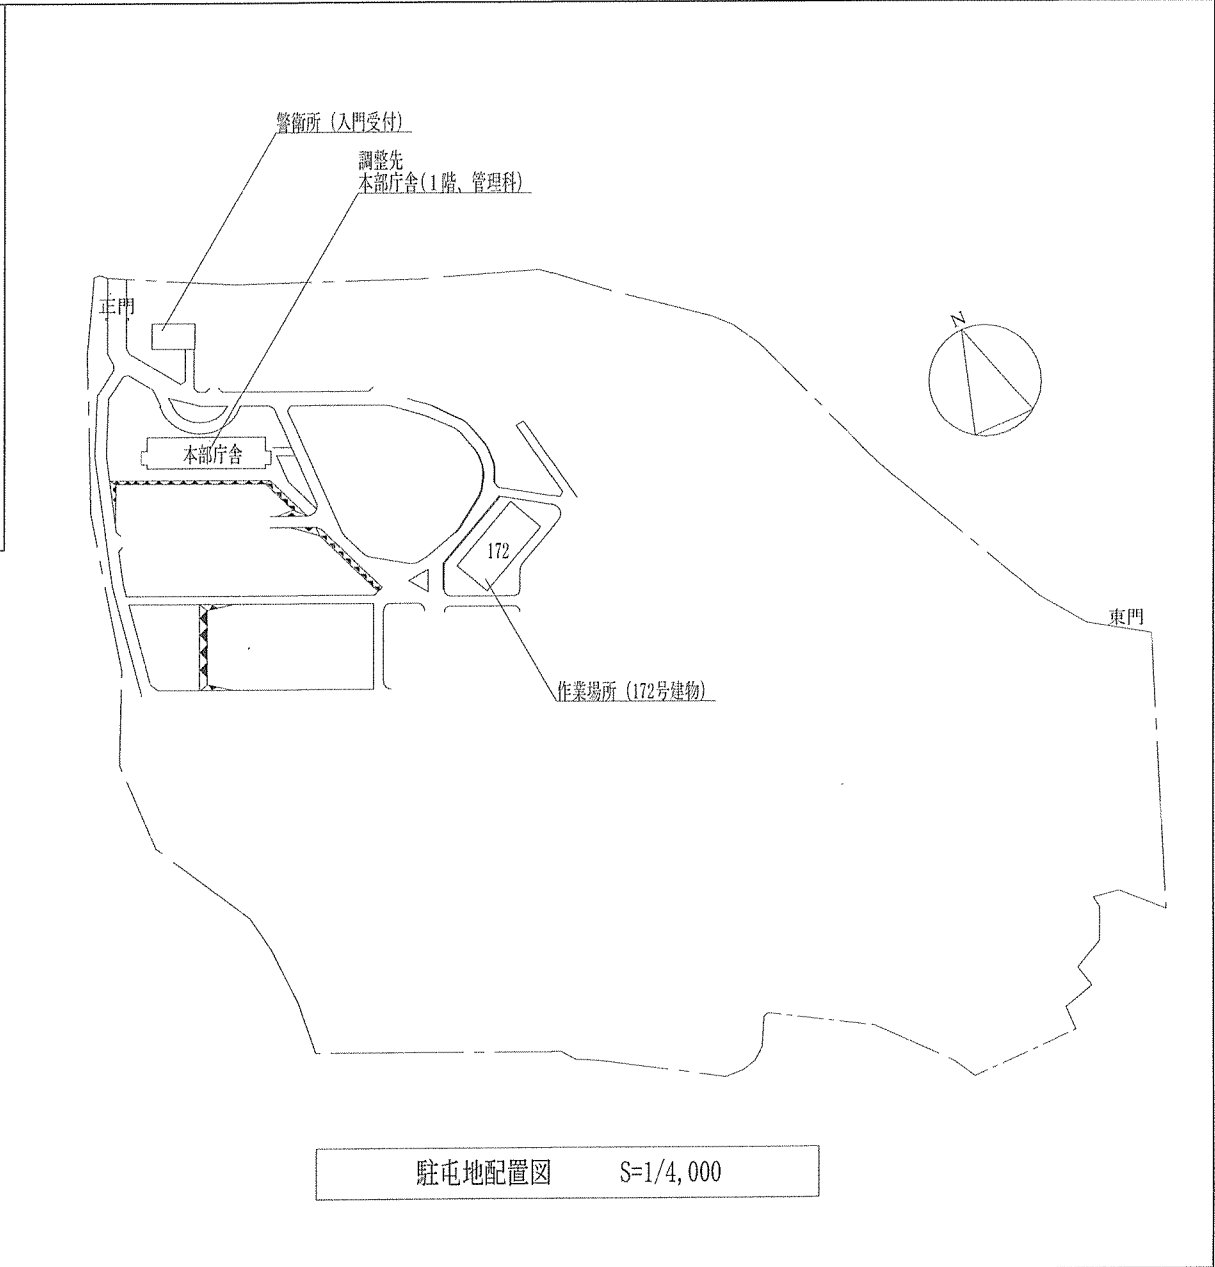 警衛所（入門受付）
調整先
本部庁舎（1階、管理科）
正門
N
本部庁舎
172
東門
作業場所（172号建物）
駐屯地配置図 S=1/4,000